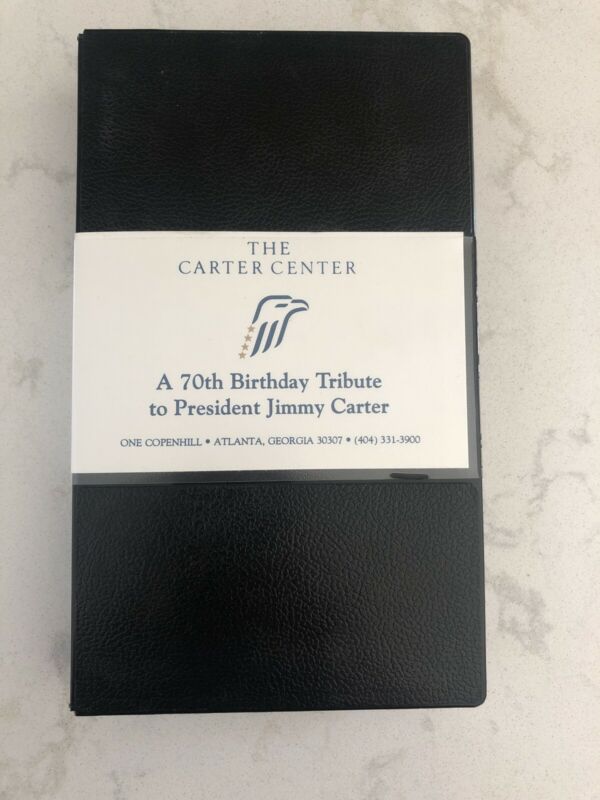 THE
CARTER CENTER
A 70th Birthday Tribute
to President Jimmy Carter
ONE COPENHILL • ATLANTA, GEORGIA 30307 • (404) 331-3900